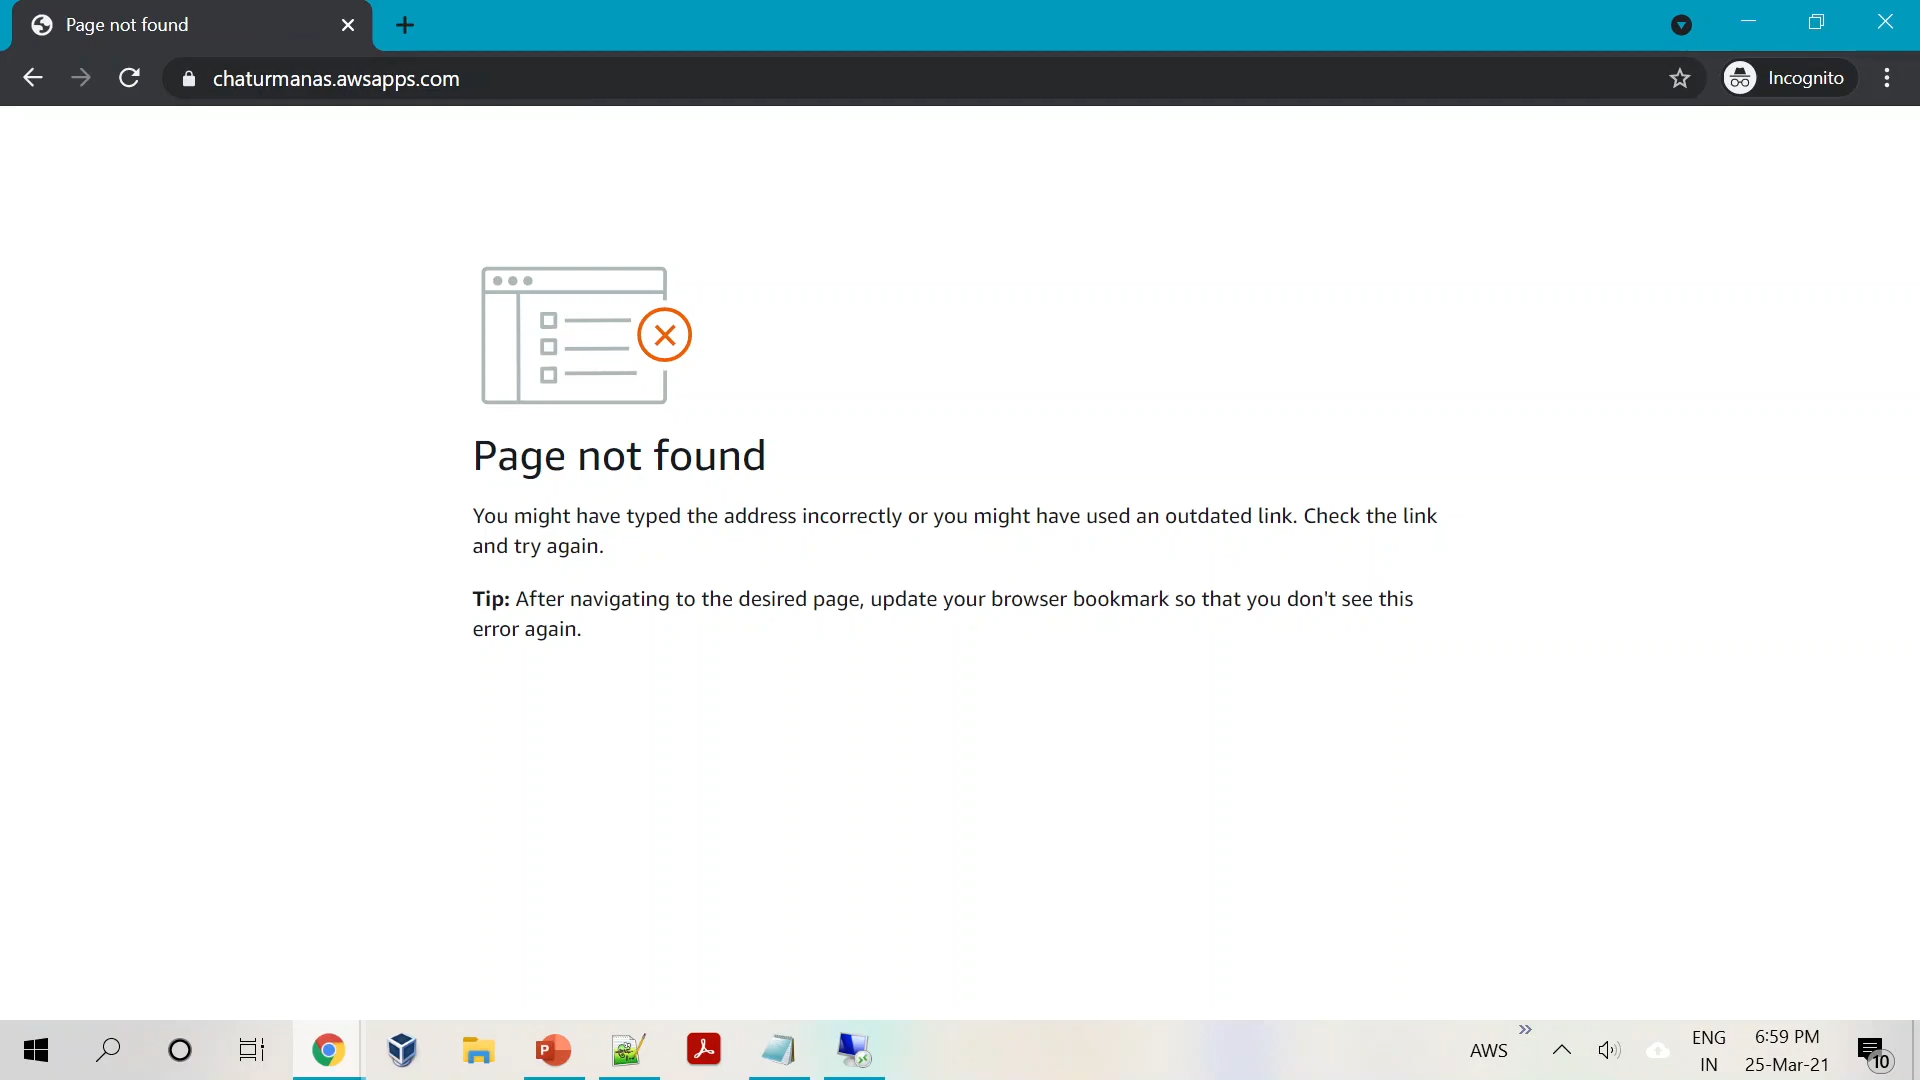 Page not found
chaturmanas.awsapps.com
Incognito
Page not found
You might have typed the address incorrectly or you might have used an outdated link. Check the link
and try again.
Tip: After navigating to the desired page, update your browser bookmark so that you don't see this
error again.
AWS
ENG
IN
6:59 PM
25-Mar-21
10